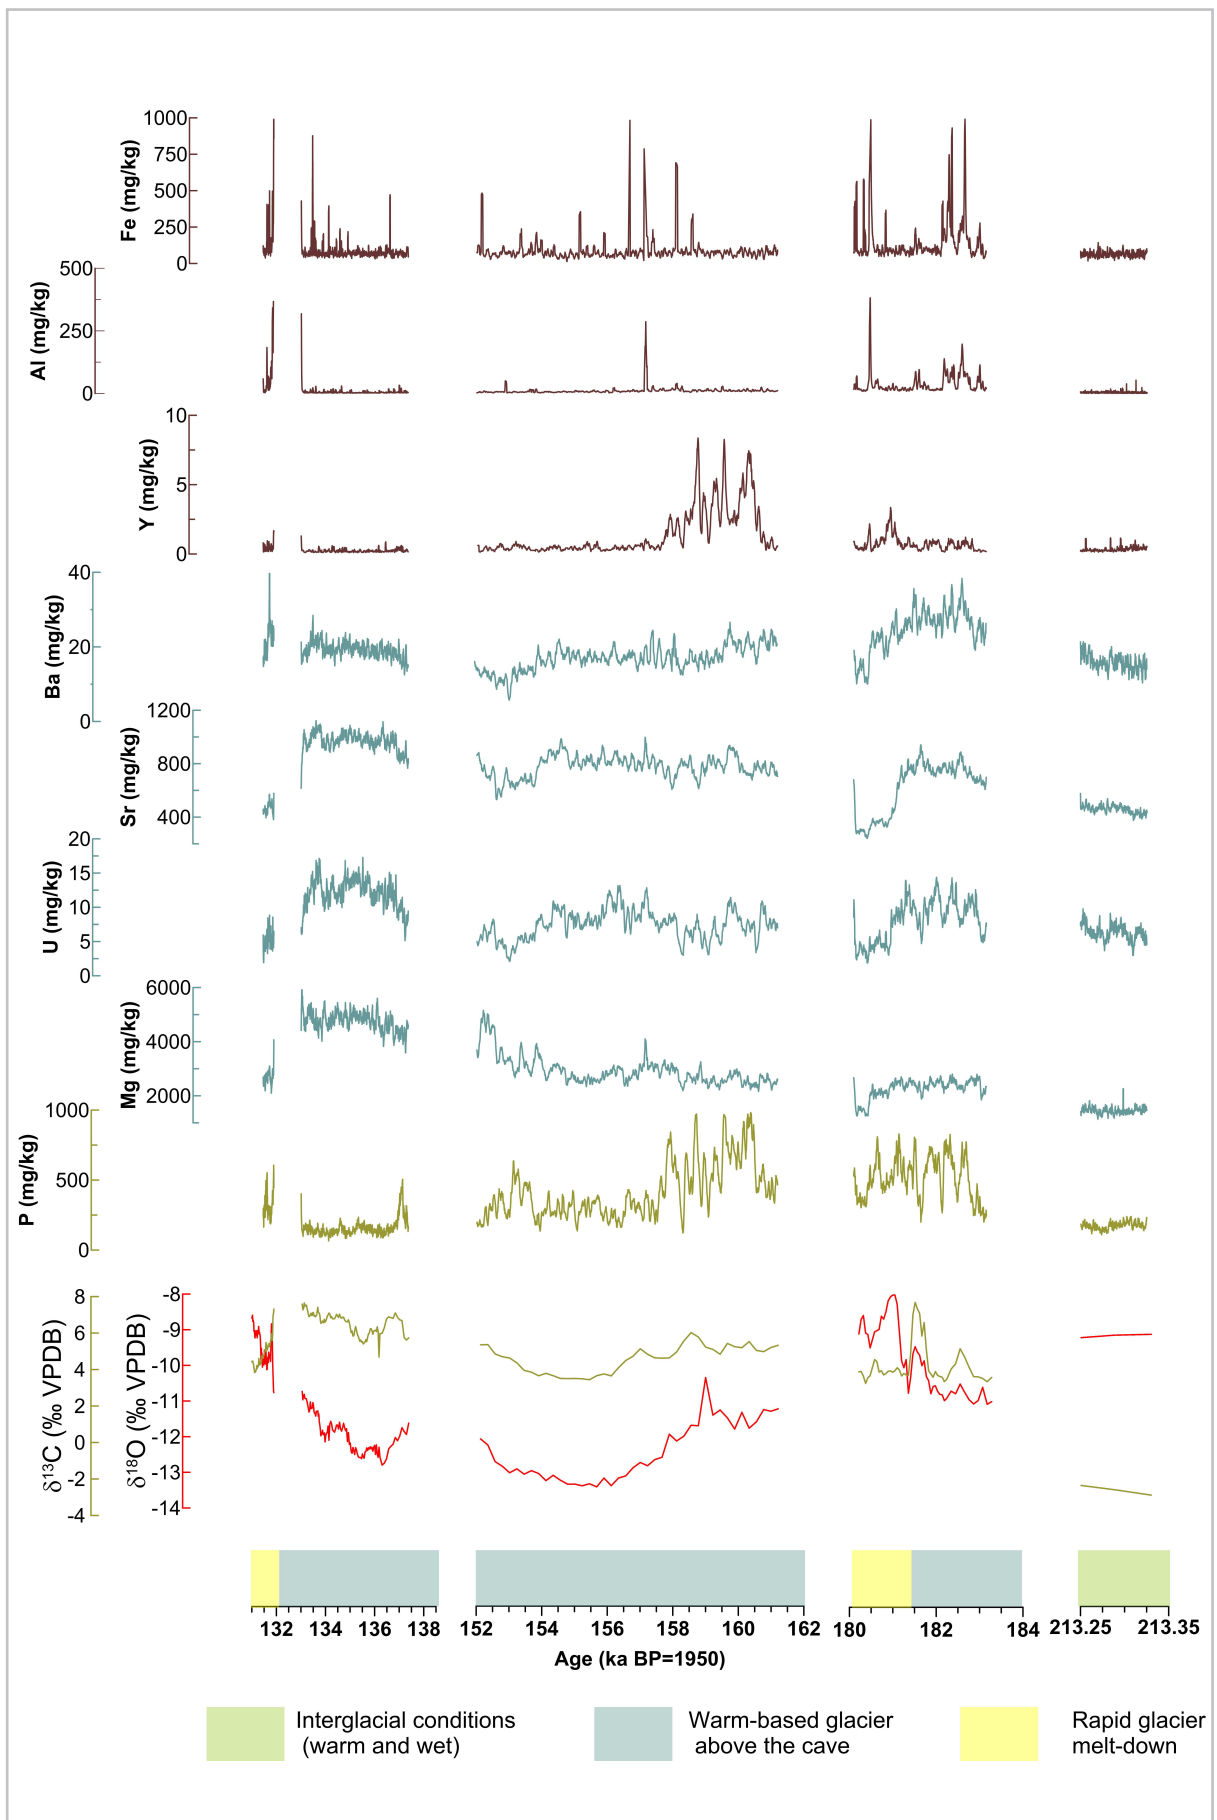 1000
750
500
250
0
Fe (mg/kg)
500
250
0
Al (mg/kg)
10
5
0
Y (mg/kg)
40
20
0
Ba (mg/kg)
1200
800
400
Sr (mg/kg)
20
15
10
5
0
U (mg/kg)
6000
4000
2000
Mg (mg/kg)
1000
500
0
P (mg/kg)
8
6
4
2
0
-2
-4
δ13C (‰ VPDB)
-8
-9
-10
-11
-12
-13
-14
δ18O (‰ VPDB)
132 134 136 138 152 154 156 158 160 162 180 182 184 213.25 213.35
Age (ka BP=1950)
Interglacial conditions
(warm and wet)
Warm-based glacier
above the cave
Rapid glacier
melt-down